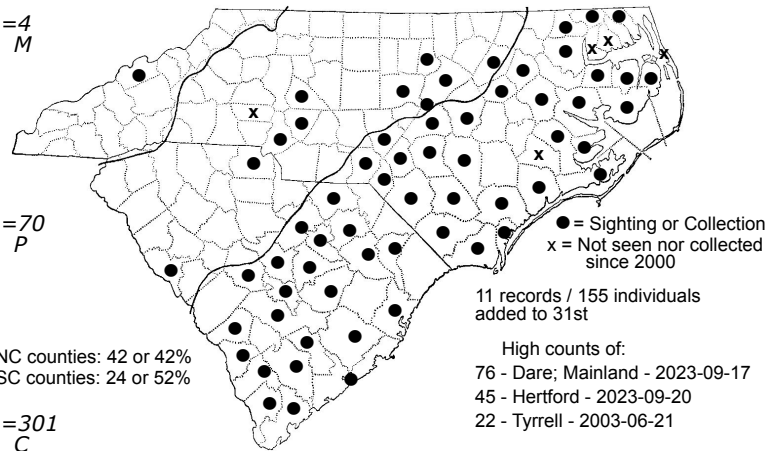 =4
M
=70
P
● = Sighting or Collection
x = Not seen nor collected
since 2000
11 records / 155 individuals
added to 31st
NC counties: 42 or 42%
SC counties: 24 or 52%
High counts of:
76 - Dare; Mainland - 2023-09-17
45 - Hertford - 2023-09-20
22 - Tyrrell - 2003-06-21
=301
C